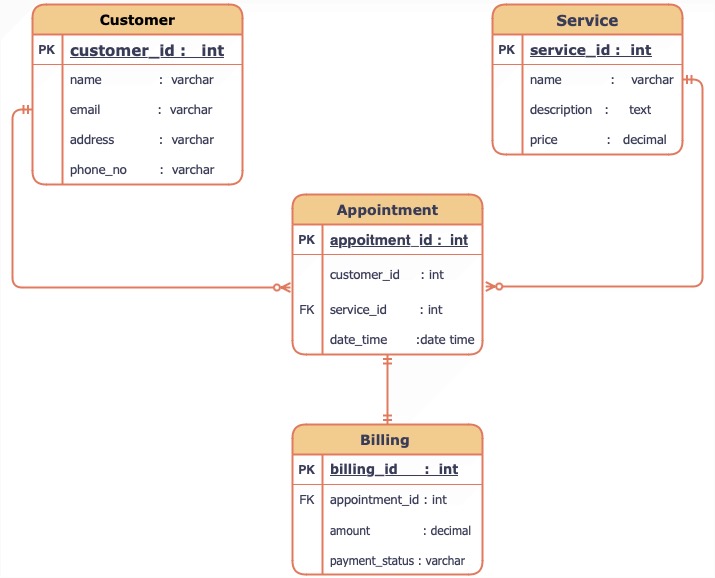 Customer
PK customer_id : int
name : varchar
email : varchar
address : varchar
phone_no : varchar
Service
PK service_id : int
name : varchar
description : text
price : decimal
Appointment
PK appoitment_id : int
customer_id : int
FK service_id : int
date_time :date time
Billing
PK billing_id : int
FK appointment_id : int
amount : decimal
payment_status : varchar